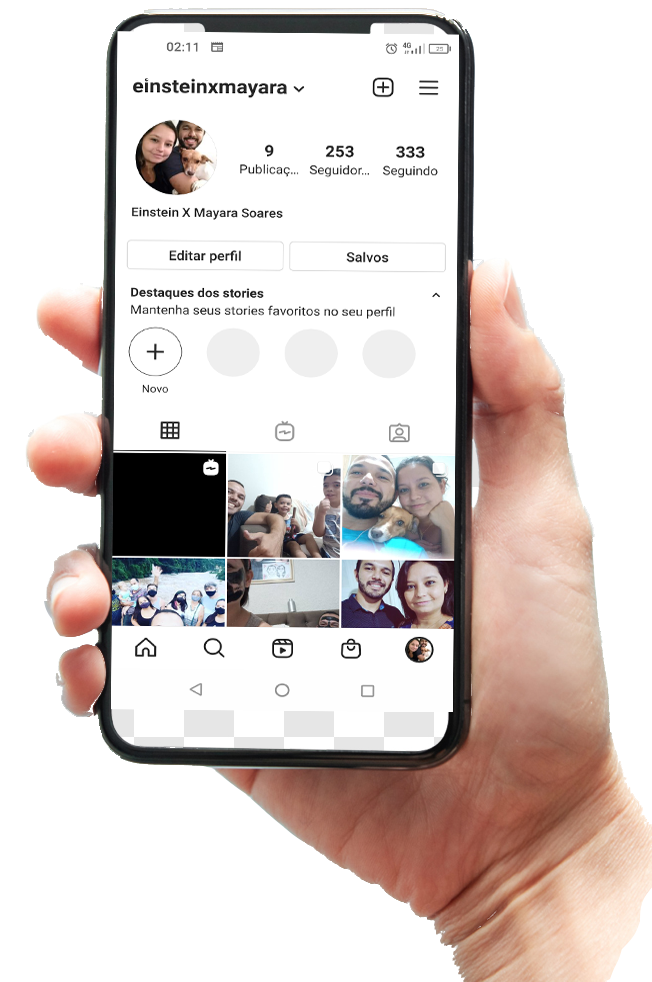 02:11 4G 25
einsteinxmayara
9 253 333
Publicaç... Seguidor... Seguindo
Einstein X Mayara Soares
Editar perfil Salvos
Destaques dos stories
Mantenha seus stories favoritos no seu perfil
Novo